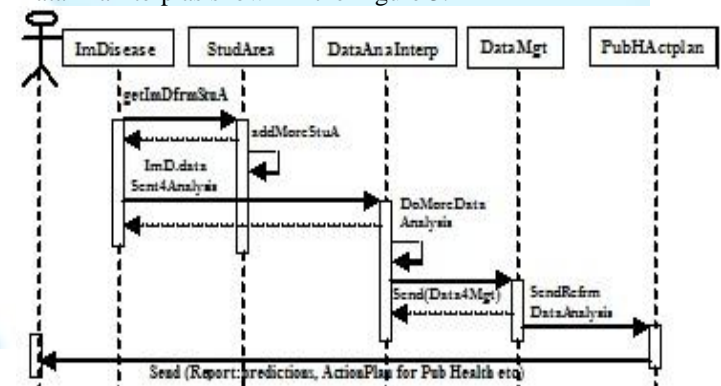 ImDisease StudArea DataAnaInterp DataMgt PubHActplan
getImDfrmStuA
addMoreStuA
ImD.data
Sent4Analysis
DoMoreData
Analysis
Send(Data4Mgt)
SendRefrm
DataAnalysis
Send (Report:predictions, ActionPlan for Pub Health etc)